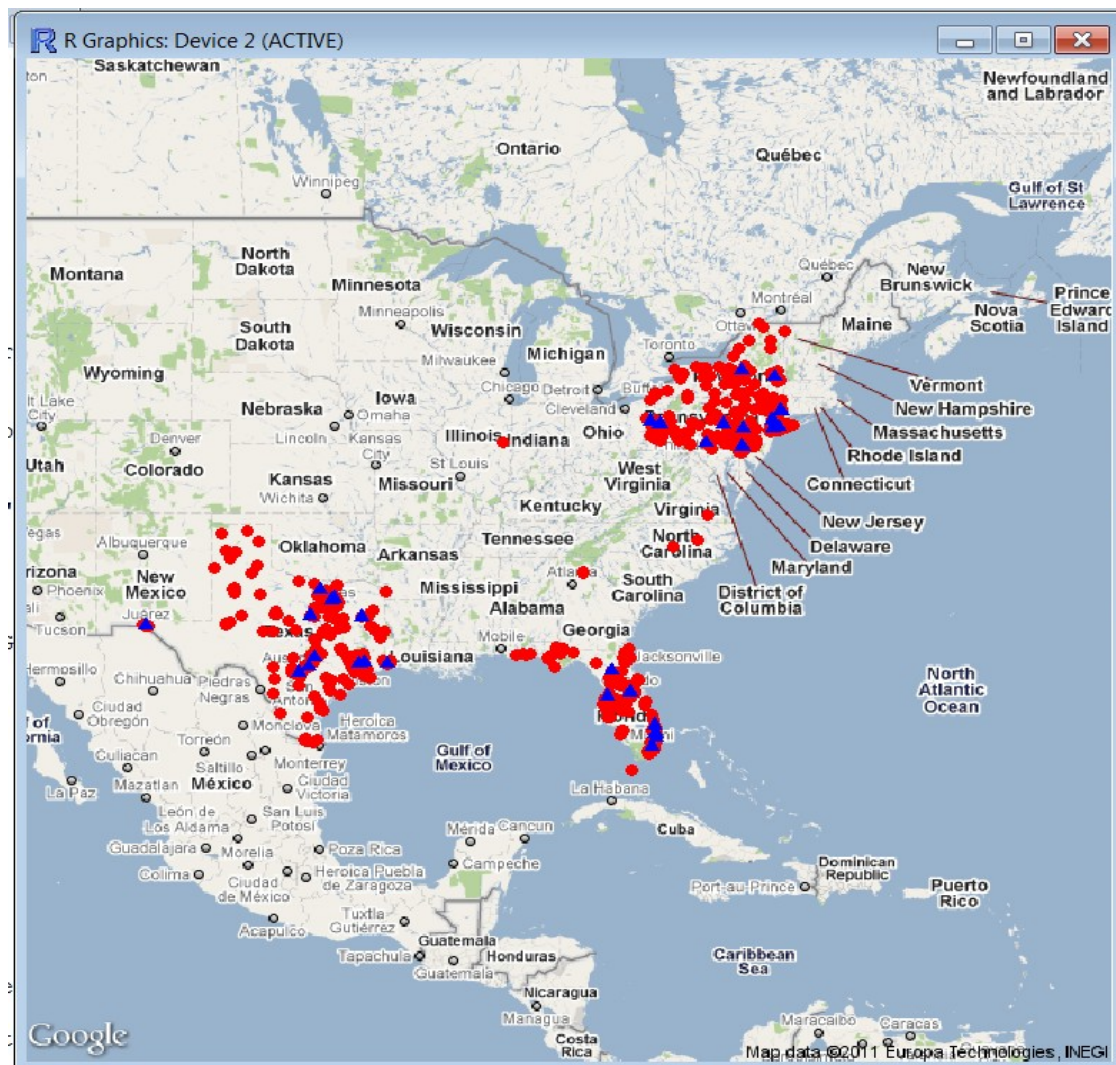 R Graphics: Device 2 (ACTIVE)
Saskatchewan
Newfoundland
and Labrador
Ontario
Québec
Winnipeg
Gulf of St
Lawrence
Montana
North
Dakota
Minnesota
Québec
New
Brunswick
Prince
Edward
Island
Montréal
Nova
Scotia
Maine
Minneapolis
South
Dakota
Wisconsin
Toronto
Michigan
Milwaukee
Wyoming
Vermont
Chicago
Detroit
Iowa
New Hampshire
Nebraska
Omaha
Cleveland
Massachusetts
Lincoln
Kansas
City
Illinois
Indiana
Ohio
Rhode Island
Denver
Utah
Colorado
St Louis
West
Virginia
Connecticut
Kansas
Missouri
Wichita
Kentucky
Virginia
New Jersey
Albuquerque
Oklahoma
Arkansas
Tennessee
North
Carolina
Delaware
Maryland
New
Mexico
Phoenix
Mississippi
Alabama
South
Carolina
District of
Columbia
Juárez
Tucson
Texas
Mobile
Georgia
Louisiana
Jacksonville
Hermosillo
Chihuahua
Piedras
Negras
San
North
Atlantic
Ocean
Ciudad
Obregón
Monclova
Heroica
Matamoros
Torreón
Gulf of
Mexico
Culiacán
Saltillo
Monterrey
La Paz
Mazatlan
México
Ciudad
Victoria
La Habana
León de
Los Aldama
San Luis
Potosí
Mérida
Cancun
Cuba
Guadalajara
Morelia
Poza Rica
Colima
Campeche
Dominican
Republic
Ciudad
de México
Heroica Puebla
de Zaragoza
Port-au-Prince
Puerto
Rico
Acapulco
Tuxtla
Gutiérrez
Guatemala
Tapachula
Honduras
Guatemala
Caribbean
Sea
Nicaragua
Managua
Google
Costa
Rica
Maracaibo
Caracas
Map data ©2011 Europa Technologies, INEGI